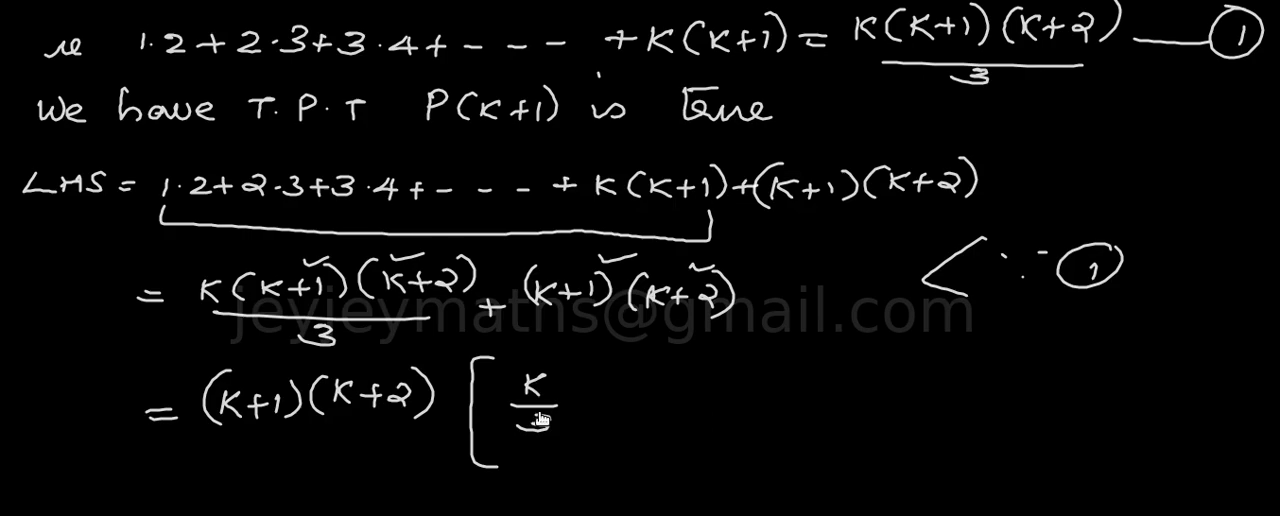 ie 1.2+2.3+3.4+ - - - +K(K+1) = K(K+1)(K+2)/3 —— ①
We have T.P.T P(K+1) is true
LHS = 1.2+2.3+3.4+ - - - + K(K+1)+(K+1)(K+2)
= K(K+1)(K+2)/3 + (K+1)(K+2) < ∵ ①
jeyjeymaths@gmail.com
= (K+1)(K+2) [ K/3